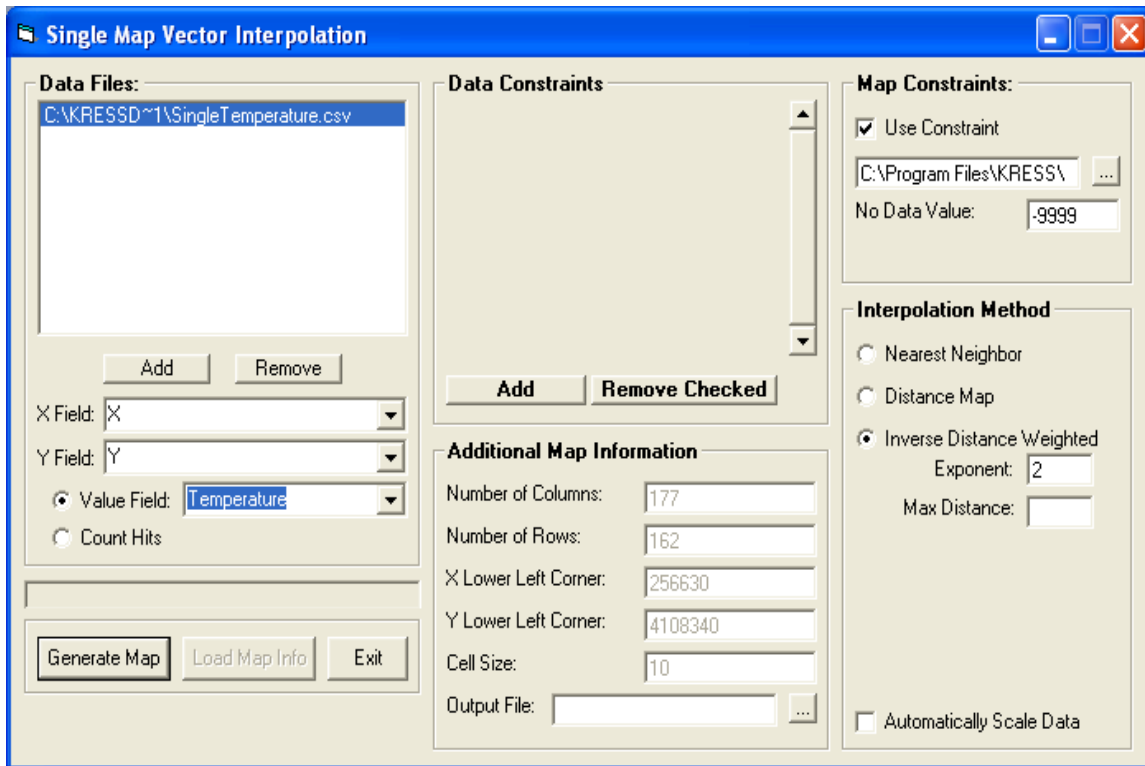 Single Map Vector Interpolation
Data Files:
C:\KRESSD~1\SingleTemperature.csv
Add Remove
X Field: X
Y Field: Y
Value Field: Temperature
Count Hits
Generate Map Load Map Info Exit
Data Constraints
Add Remove Checked
Additional Map Information
Number of Columns: 177
Number of Rows: 162
X Lower Left Corner: 256630
Y Lower Left Corner: 4108340
Cell Size: 10
Output File: ...
Map Constraints:
Use Constraint
C:\Program Files\KRESS\ ...
No Data Value: -9999
Interpolation Method
Nearest Neighbor
Distance Map
Inverse Distance Weighted
Exponent: 2
Max Distance:
Automatically Scale Data